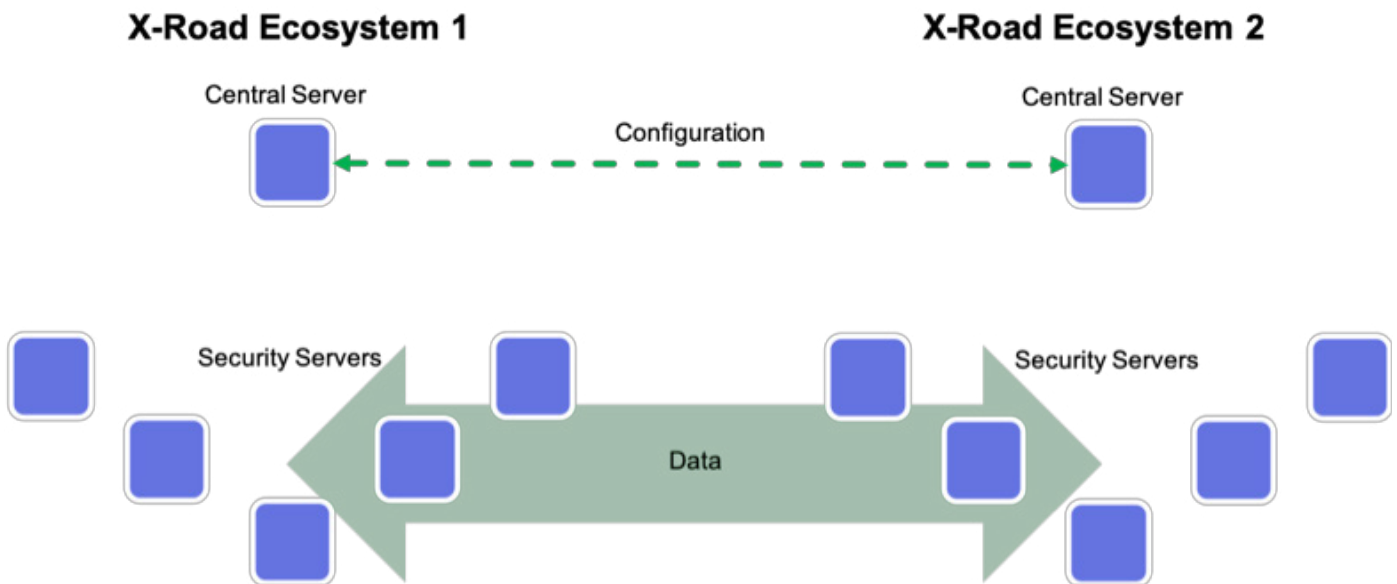 X-Road Ecosystem 1
X-Road Ecosystem 2
Central Server
Central Server
Configuration
Security Servers
Security Servers
Data